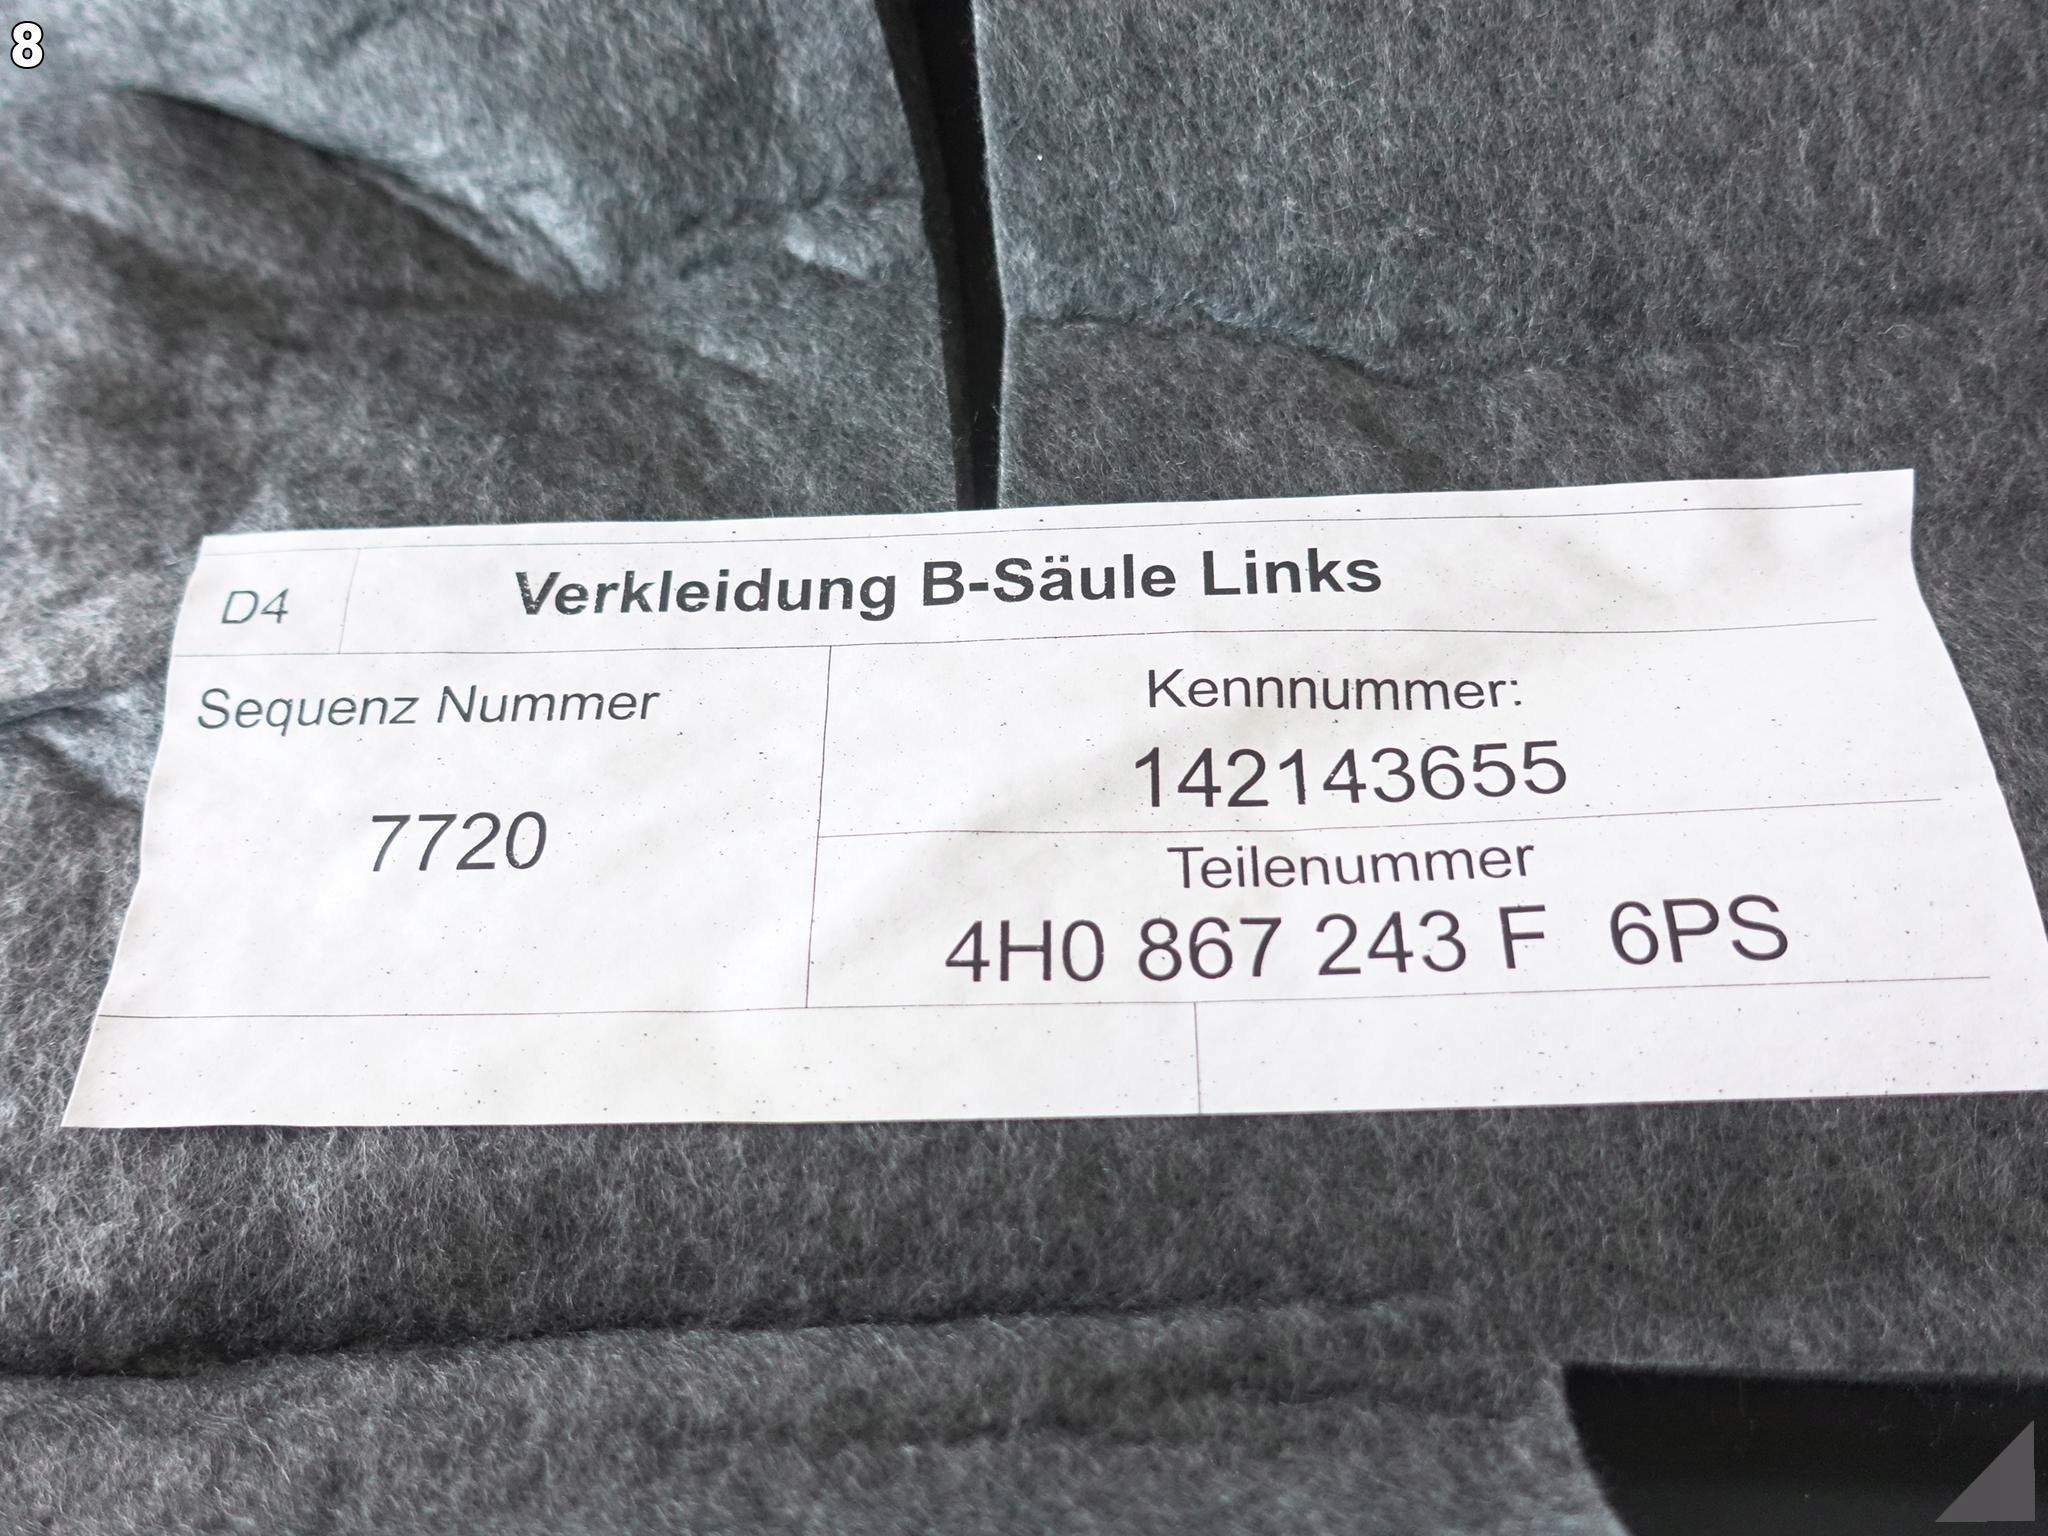 8
D4 Verkleidung B-Säule Links
Sequenz Nummer
7720
Kennnummer:
142143655
Teilenummer
4H0 867 243 F 6PS